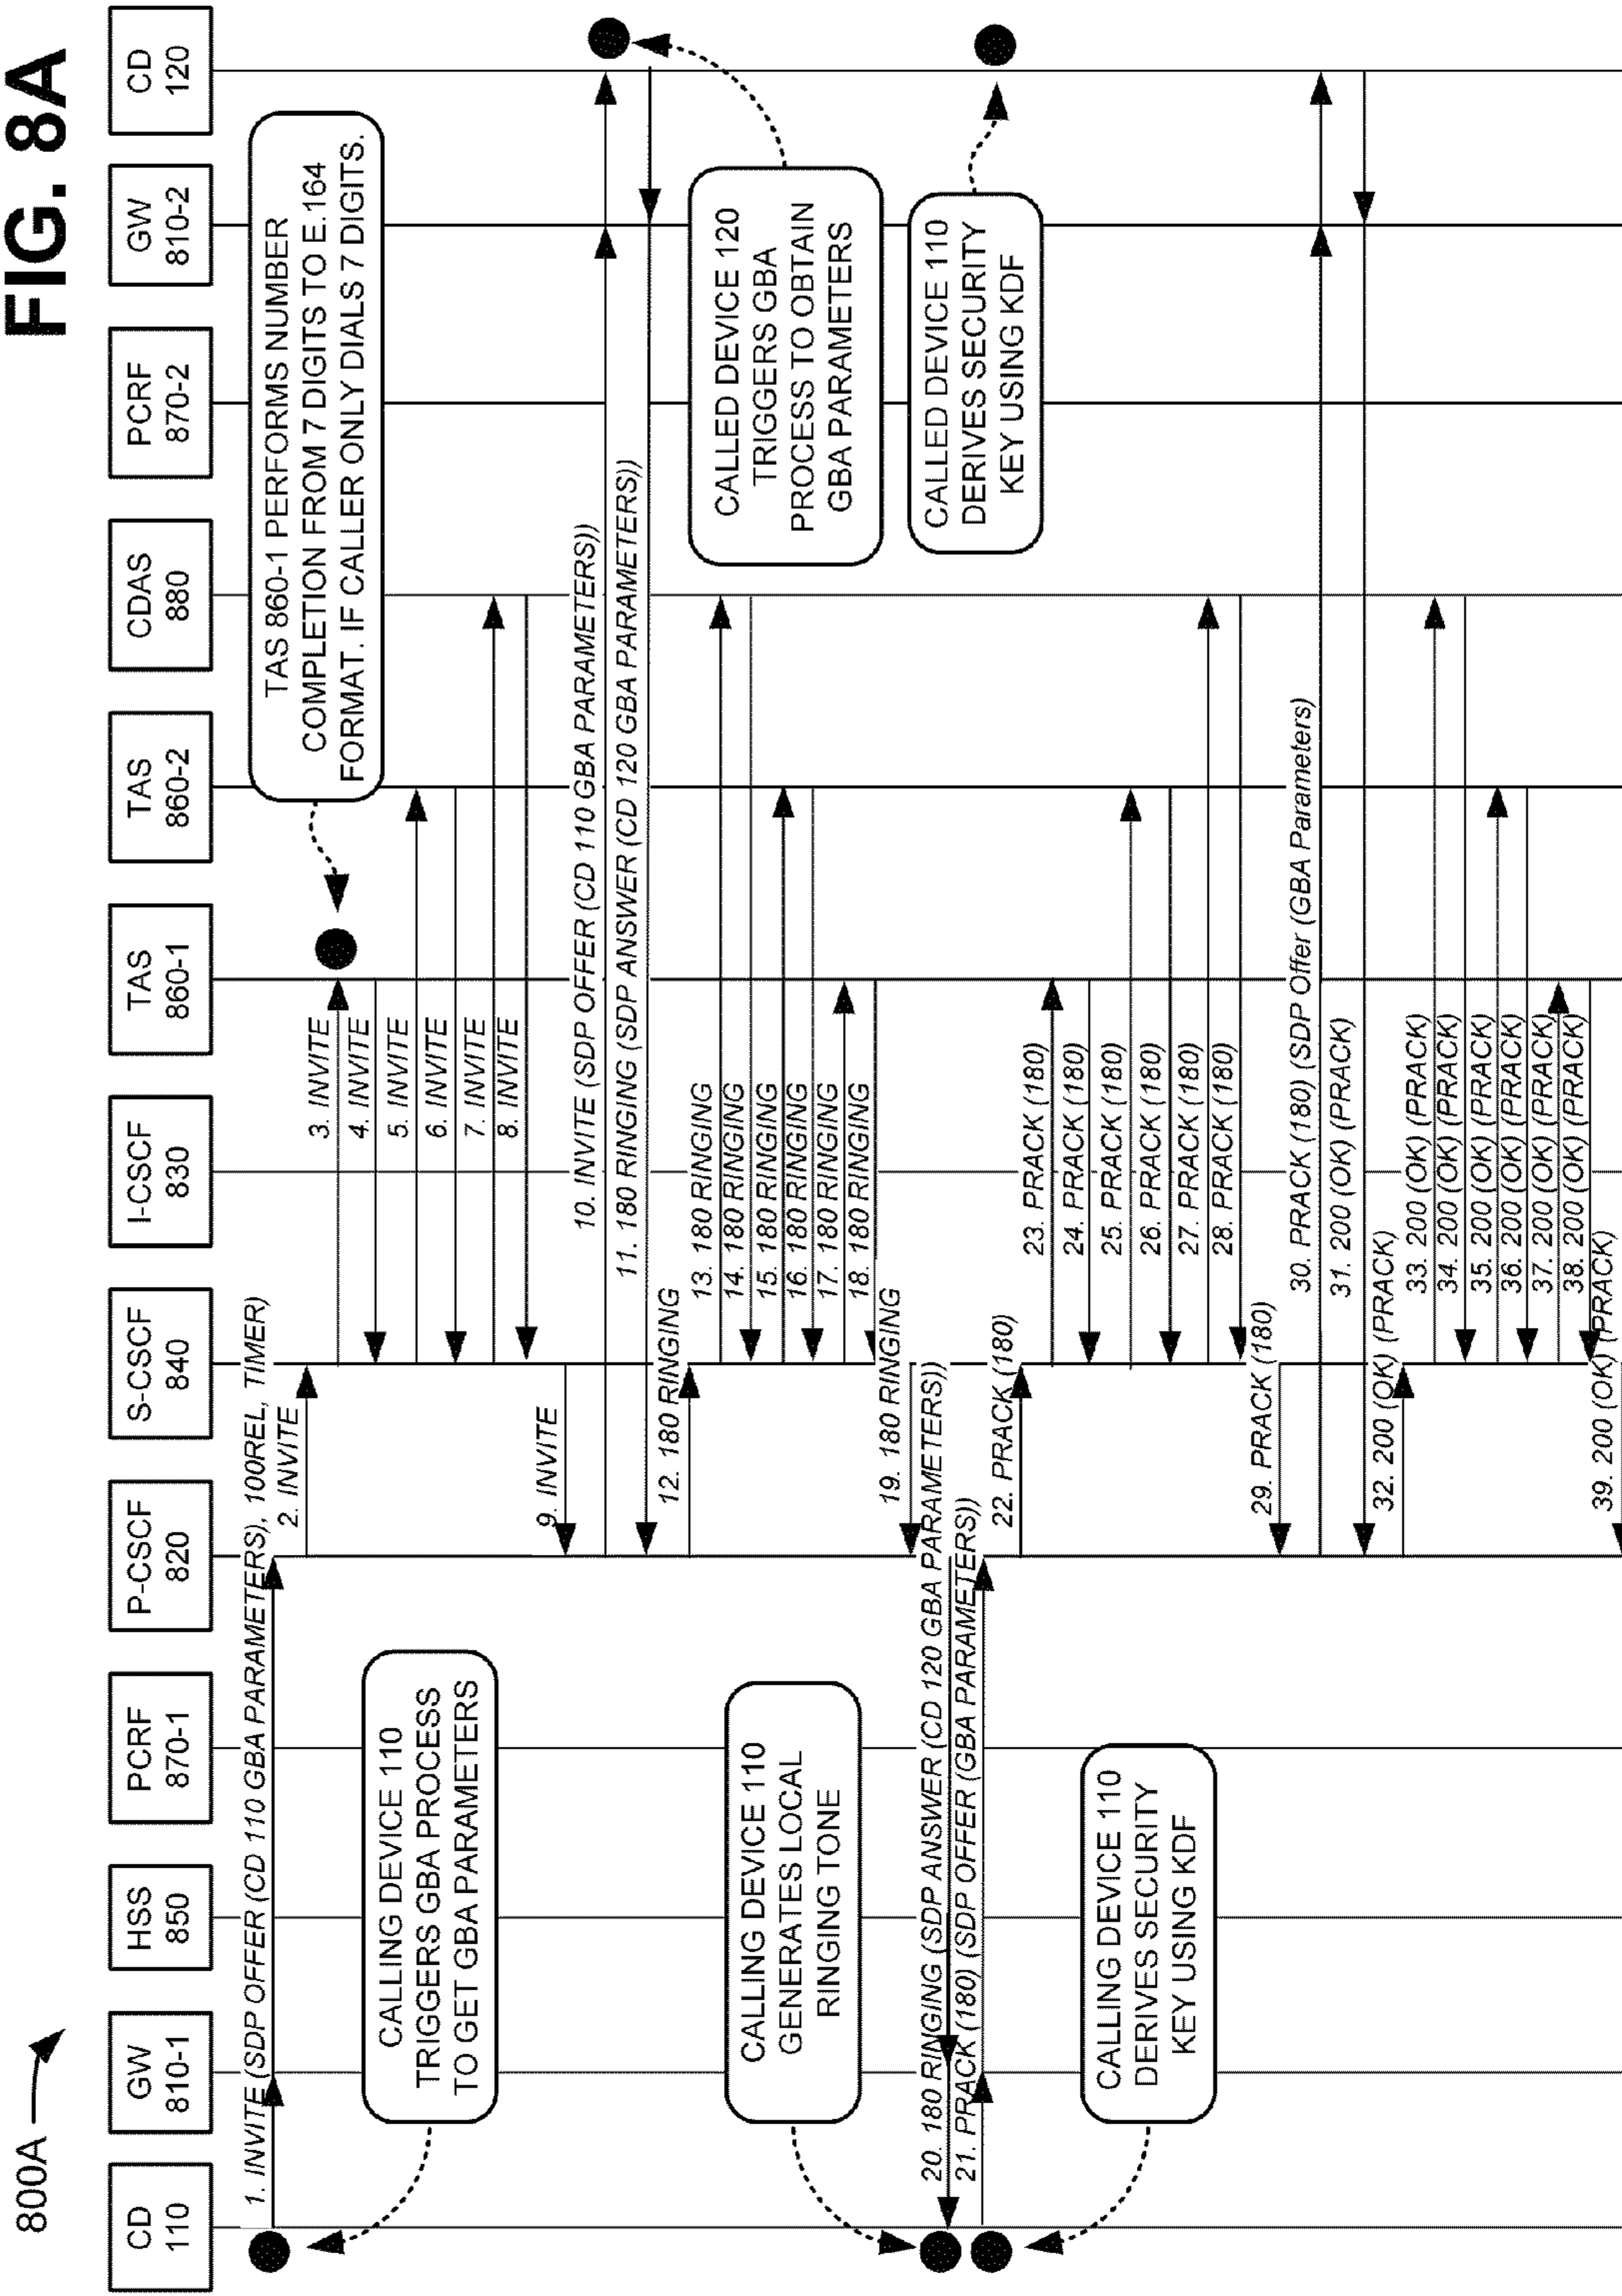 FIG. 8A
800A
CD
110
GW
810-1
HSS
850
PCRF
870-1
P-CSCF
820
S-CSCF
840
I-CSCF
830
TAS
860-1
TAS
860-2
CDAS
880
PCRF
870-2
GW
810-2
CD
120
1. INVITE (SDP OFFER (CD 110 GBA PARAMETERS), 100REL, TIMER)
2. INVITE
TAS 860-1 PERFORMS NUMBER
COMPLETION FROM 7 DIGITS TO E.164
FORMAT. IF CALLER ONLY DIALS 7 DIGITS.
3. INVITE
4. INVITE
5. INVITE
6. INVITE
7. INVITE
8. INVITE
CALLING DEVICE 110
TRIGGERS GBA PROCESS
TO GET GBA PARAMETERS
9. INVITE
10. INVITE (SDP OFFER (CD 110 GBA PARAMETERS))
11. 180 RINGING (SDP ANSWER (CD 120 GBA PARAMETERS))
12. 180 RINGING
13. 180 RINGING
14. 180 RINGING
15. 180 RINGING
16. 180 RINGING
17. 180 RINGING
18. 180 RINGING
CALLED DEVICE 120
TRIGGERS GBA
PROCESS TO OBTAIN
GBA PARAMETERS
CALLING DEVICE 110
GENERATES LOCAL
RINGING TONE
19. 180 RINGING
CALLED DEVICE 110
DERIVES SECURITY
KEY USING KDF
20. 180 RINGING (SDP ANSWER (CD 120 GBA PARAMETERS))
21. PRACK (180) (SDP OFFER (GBA PARAMETERS))
22. PRACK (180)
23. PRACK (180)
24. PRACK (180)
25. PRACK (180)
26. PRACK (180)
27. PRACK (180)
28. PRACK (180)
CALLING DEVICE 110
DERIVES SECURITY
KEY USING KDF
29. PRACK (180)
30. PRACK (180) (SDP Offer (GBA Parameters)
31. 200 (OK) (PRACK)
32. 200 (OK) (PRACK)
33. 200 (OK) (PRACK)
34. 200 (OK) (PRACK)
35. 200 (OK) (PRACK)
36. 200 (OK) (PRACK)
37. 200 (OK) (PRACK)
38. 200 (OK) (PRACK)
39. 200 (OK) (PRACK)